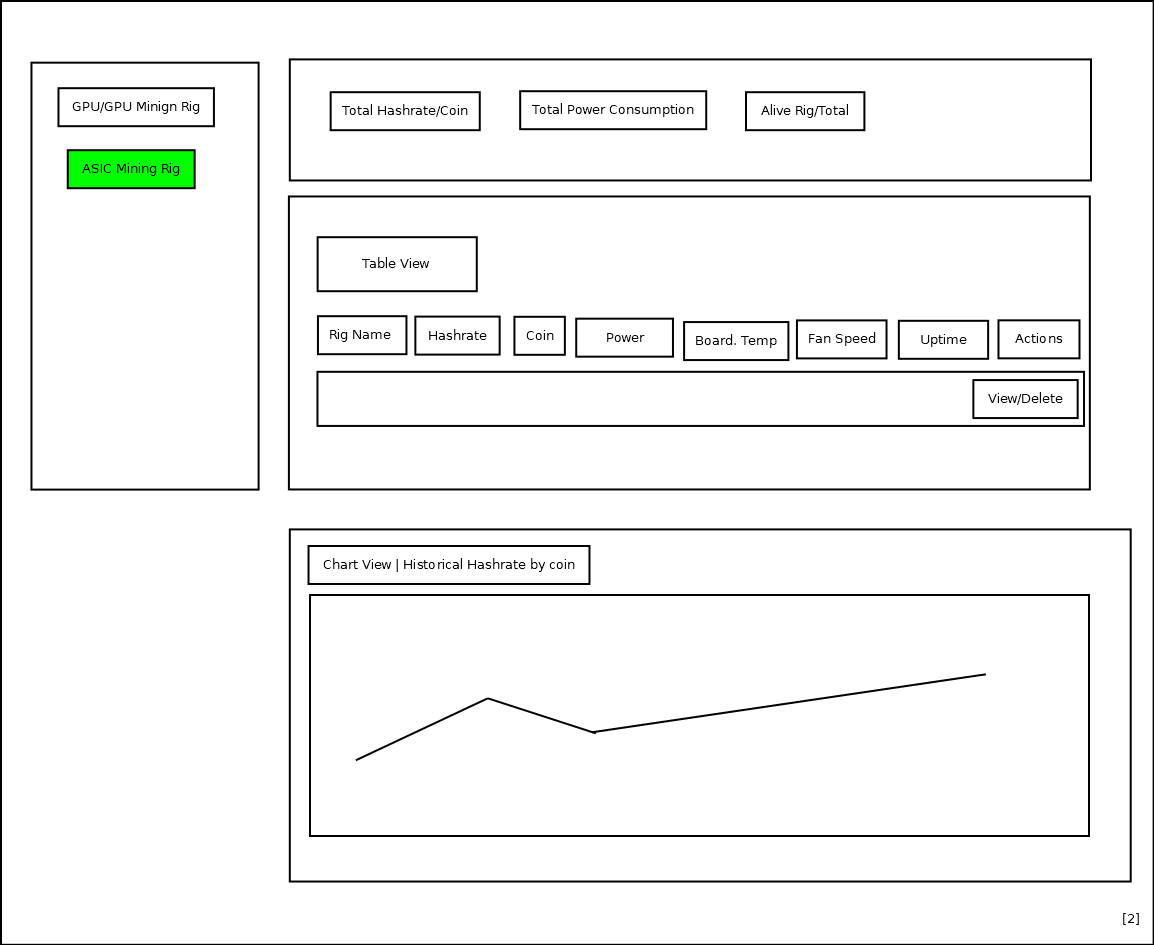 GPU/GPU Minign Rig
ASIC Mining Rig
Total Hashrate/Coin
Total Power Consumption
Alive Rig/Total
Table View
Rig Name
Hashrate
Coin
Power
Board. Temp
Fan Speed
Uptime
Actions
View/Delete
Chart View | Historical Hashrate by coin
[2]